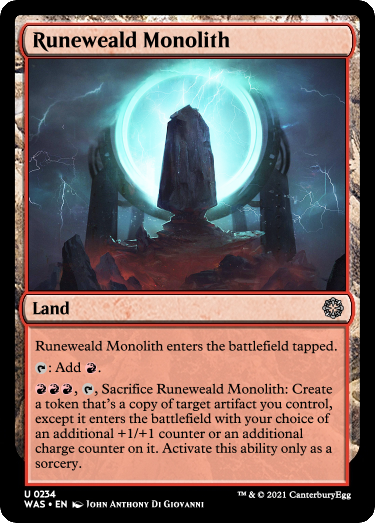 Runeweald Monolith
Land
Runeweald Monolith enters the battlefield tapped.
: Add .
, , Sacrifice Runeweald Monolith: Create
a token that's a copy of target artifact you control,
except it enters the battlefield with your choice of
an additional +1/+1 counter or an additional
charge counter on it. Activate this ability only as a
sorcery.
U 0234
WAS • EN John Anthony Di Giovanni
™ & © 2021 CanterburyEgg